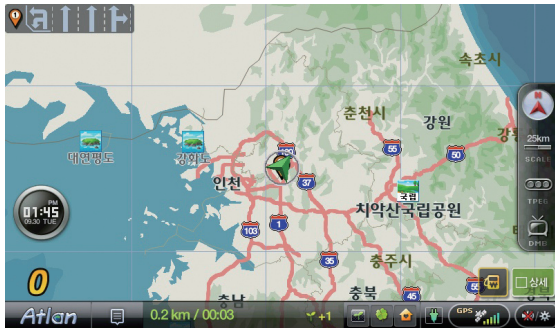 속초시
춘천시
강원
55
50
25km
SCALE
대연평도
강화도
100
인천
37
국립
치악산국립공원
TPEG
DMB
PM
01:45
09.30 TUE
103
1
35
충주시
0
55
상세
충남
충북
45
Atlan
0.2 km / 00:03
+1
GPS
N